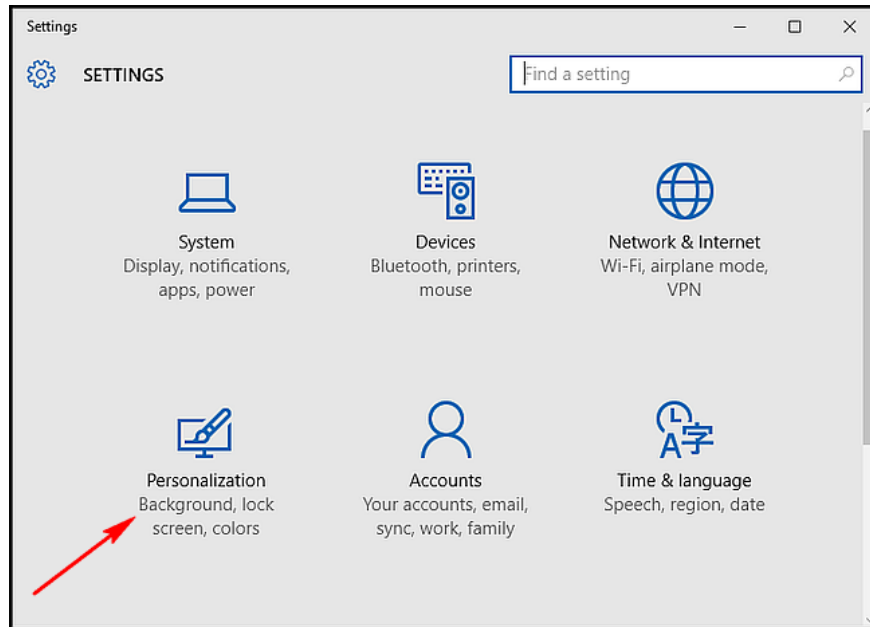 Settings
SETTINGS
Find a setting
System
Display, notifications,
apps, power
Devices
Bluetooth, printers,
mouse
Network & Internet
Wi-Fi, airplane mode,
VPN
Personalization
Background, lock
screen, colors
Accounts
Your accounts, email,
sync, work, family
Time & language
Speech, region, date